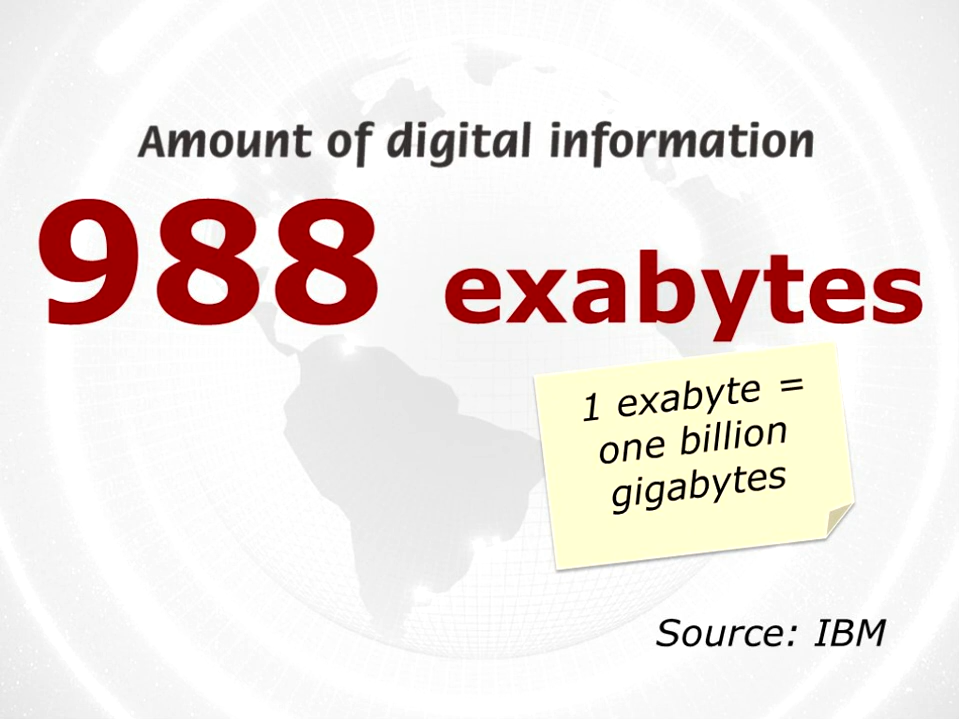 Amount of digital information
988 exabytes
1 exabyte =
one billion
gigabytes
Source: IBM